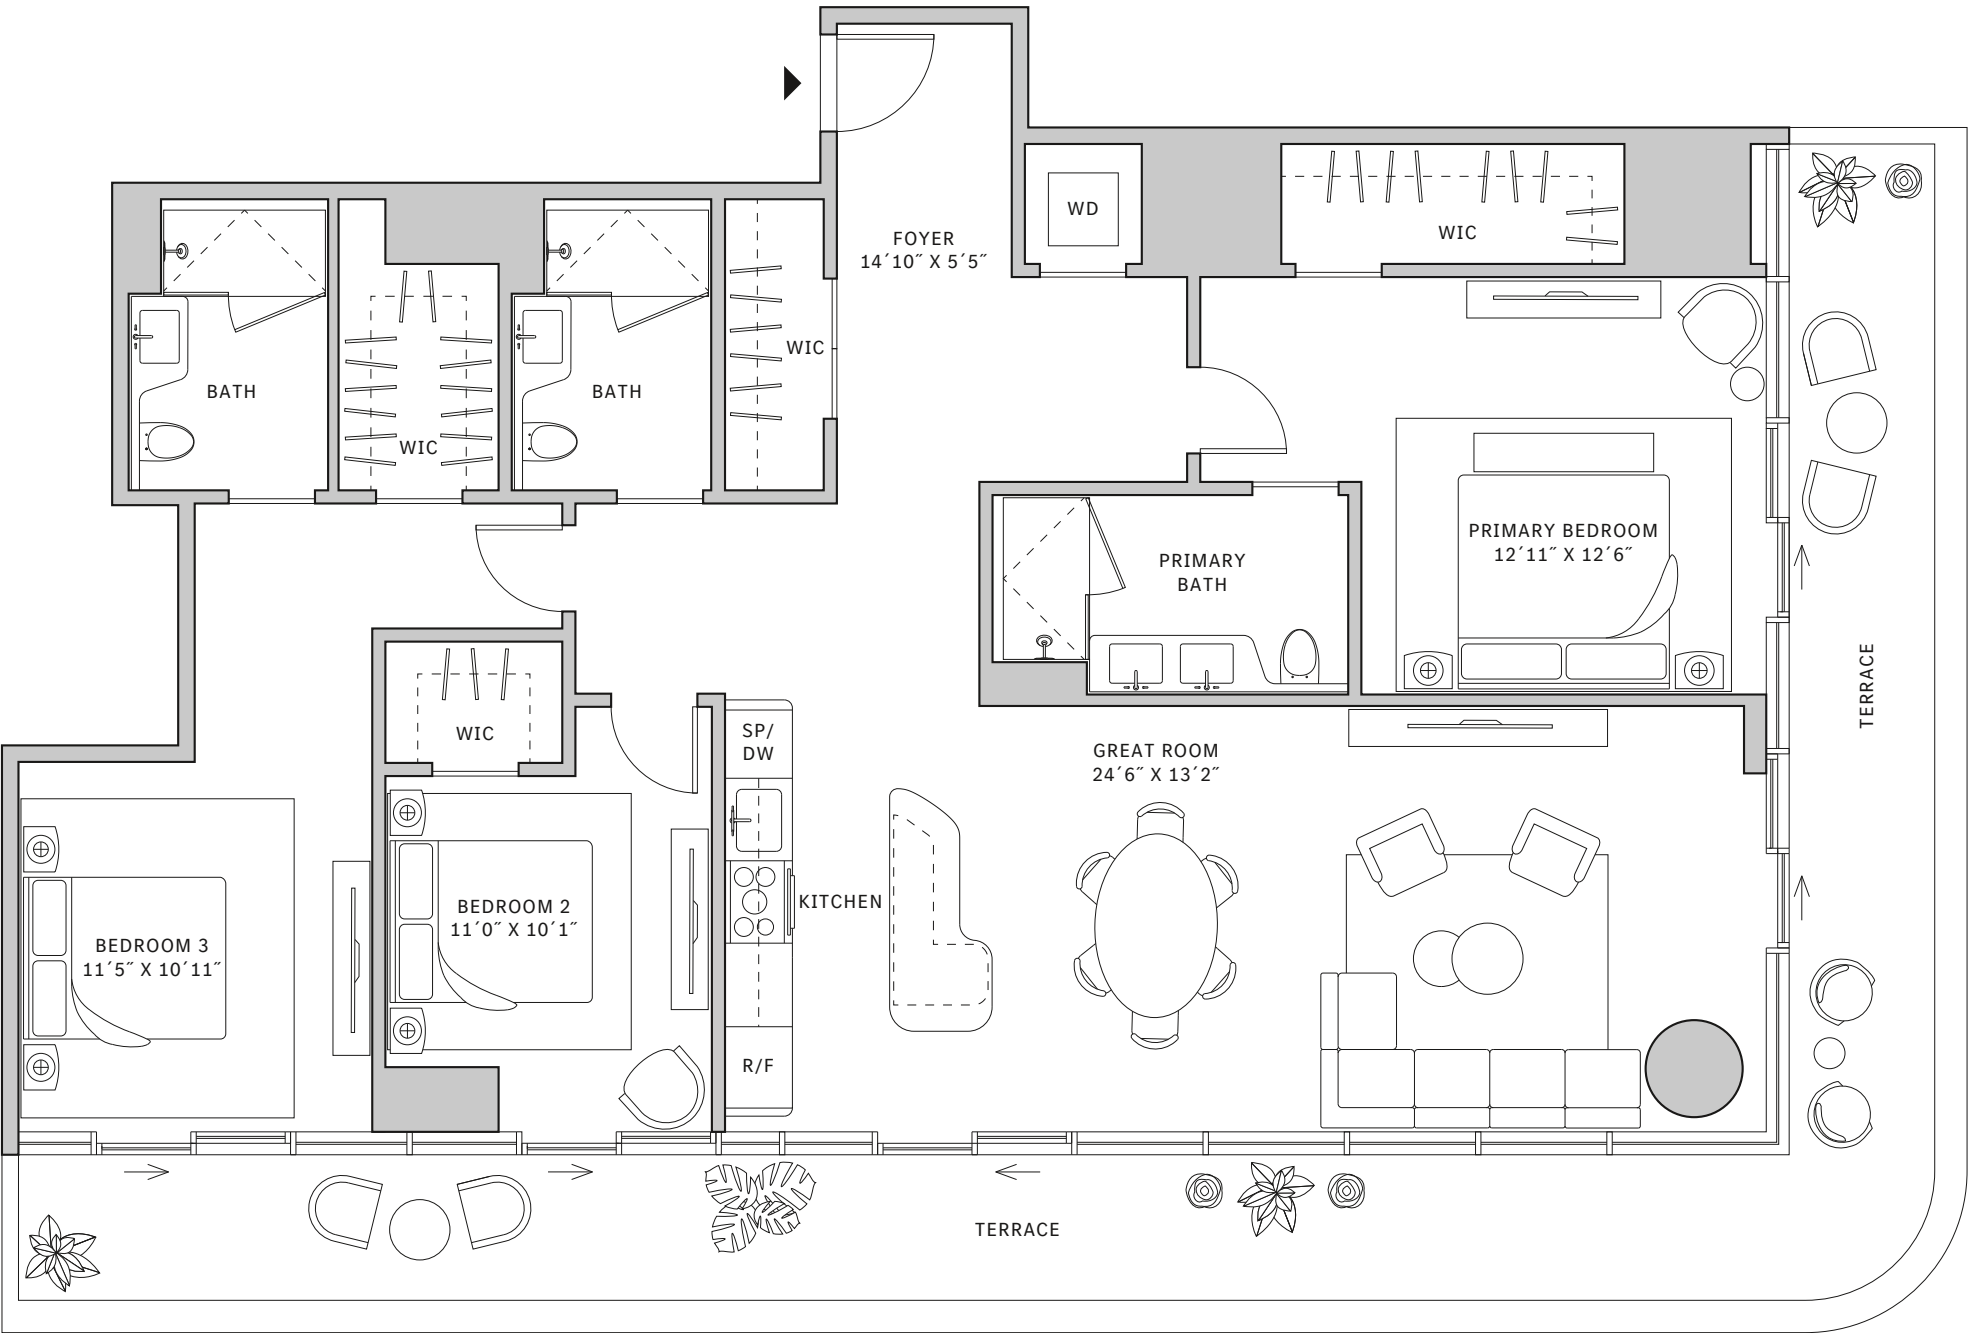 WD
FOYER
14´10˝ X 5´5˝
WIC
WIC
BATH
WIC
BATH
PRIMARY BEDROOM
12´11˝ X 12´6˝
PRIMARY
BATH
TERRACE
WIC
SP/
DW
GREAT ROOM
24´6˝ X 13´2˝
KITCHEN
BEDROOM 2
11´0˝ X 10´1˝
BEDROOM 3
11´5˝ X 10´11˝
R/F
TERRACE